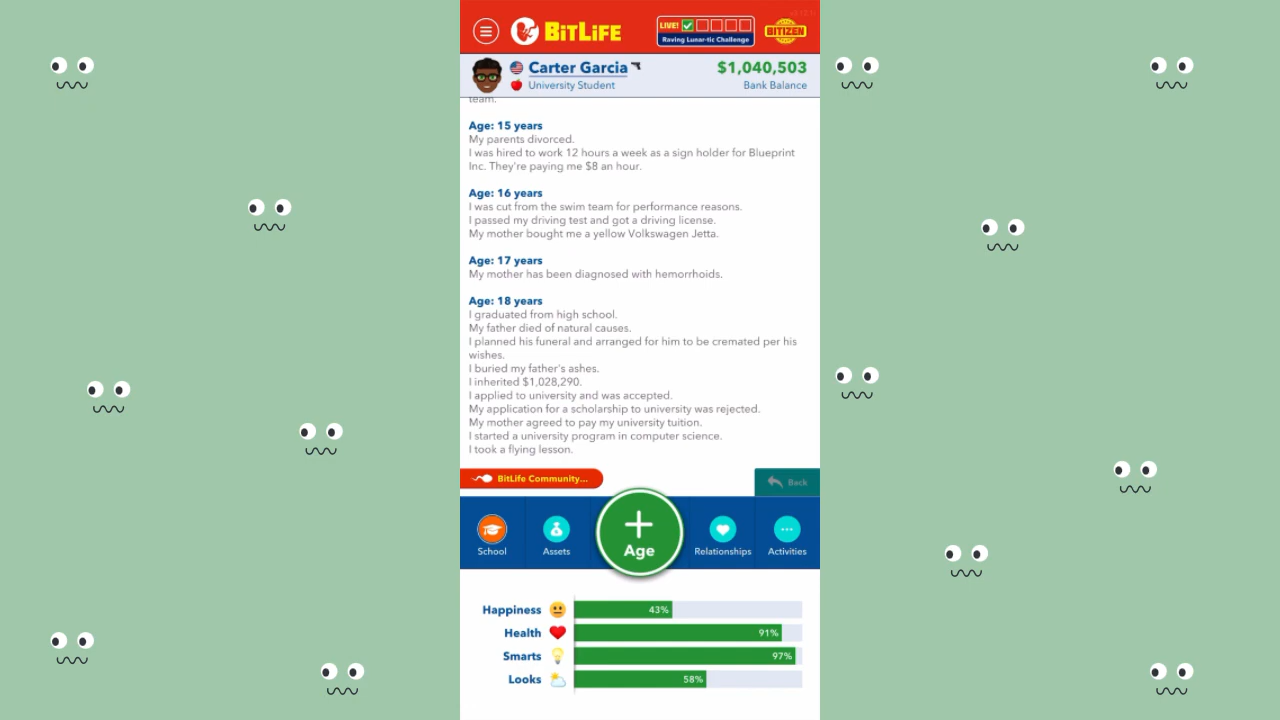 v3.17.1
LIVE!
BITLIFE
BITIZEN
Raving Lunar-tic Challenge
Carter Garcia
$1,040,503
University Student
Bank Balance
team.
Age: 15 years
My parents divorced.
I was hired to work 12 hours a week as a sign holder for Blueprint
Inc. They're paying me $8 an hour.
Age: 16 years
I was cut from the swim team for performance reasons.
I passed my driving test and got a driving license.
My mother bought me a yellow Volkswagen Jetta.
Age: 17 years
My mother has been diagnosed with hemorrhoids.
Age: 18 years
I graduated from high school.
My father died of natural causes.
I planned his funeral and arranged for him to be cremated per his
wishes.
I buried my father's ashes.
I inherited $1,028,290.
I applied to university and was accepted.
My application for a scholarship to university was rejected.
My mother agreed to pay my university tuition.
I started a university program in computer science.
I took a flying lesson.
BitLife Community...
Back
School
Assets
+
Age
Relationships
Activities
Happiness 43%
Health 91%
Smarts 97%
Looks 58%